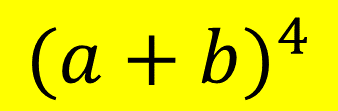 (a + b)⁴